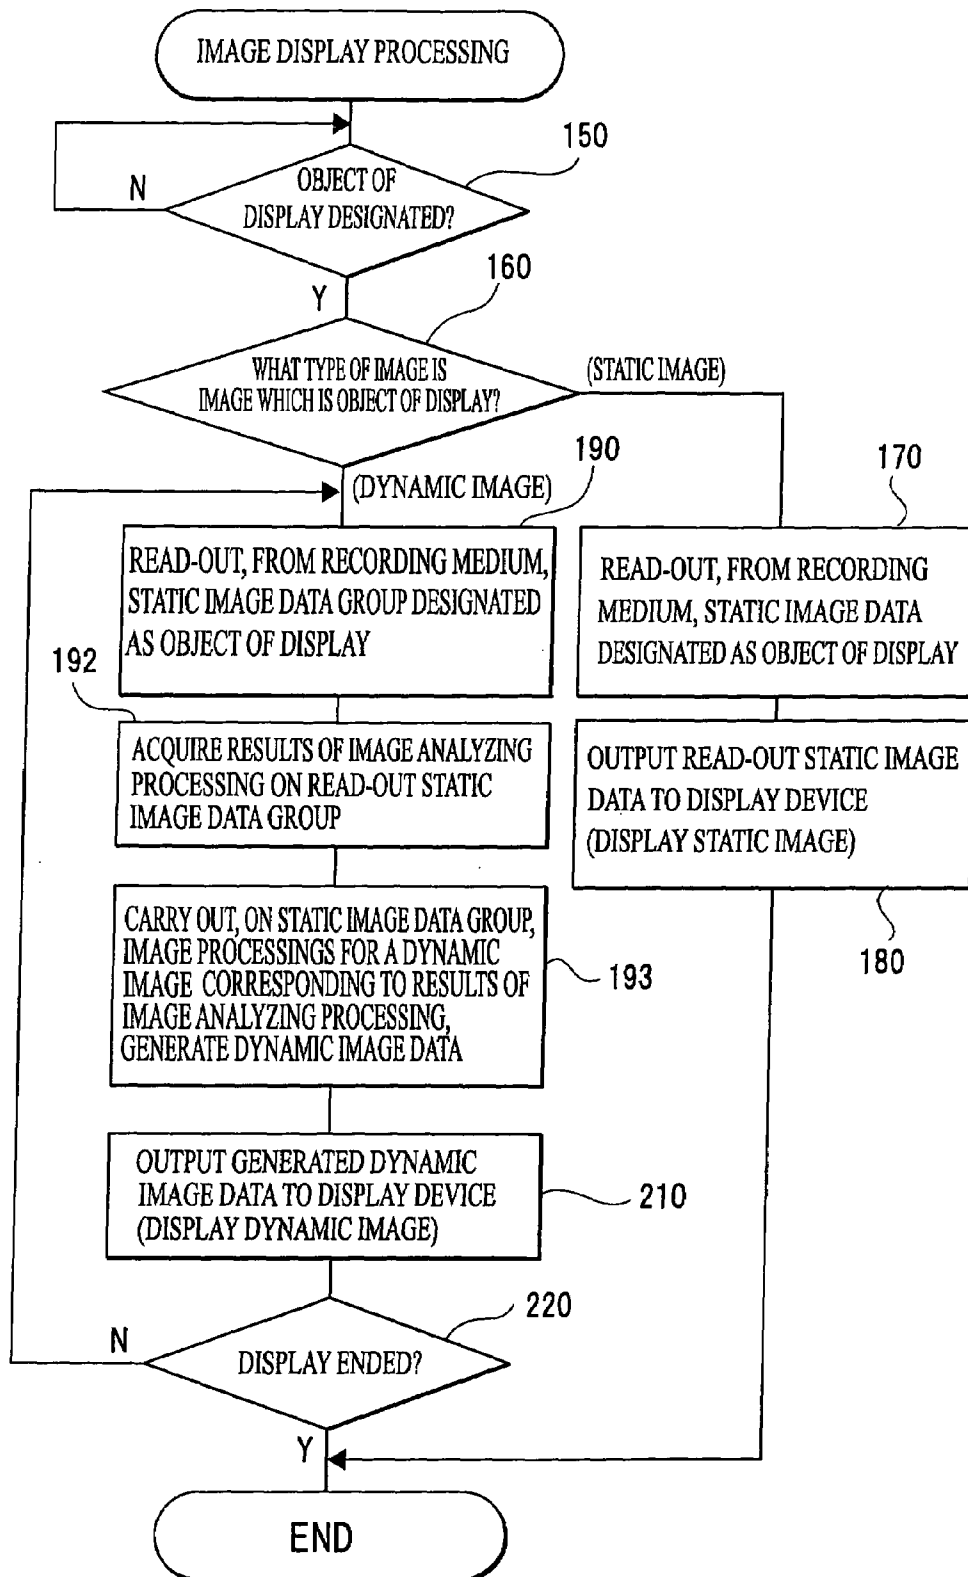 IMAGE DISPLAY PROCESSING
150
OBJECT OF
DISPLAY DESIGNATED?
N
Y
160
WHAT TYPE OF IMAGE IS
IMAGE WHICH IS OBJECT OF DISPLAY?
(STATIC IMAGE)
(DYNAMIC IMAGE)
190
READ-OUT, FROM RECORDING MEDIUM,
STATIC IMAGE DATA GROUP DESIGNATED
AS OBJECT OF DISPLAY
170
READ-OUT, FROM RECORDING
MEDIUM, STATIC IMAGE DATA
DESIGNATED AS OBJECT OF DISPLAY
192
ACQUIRE RESULTS OF IMAGE ANALYZING
PROCESSING ON READ-OUT STATIC
IMAGE DATA GROUP
OUTPUT READ-OUT STATIC IMAGE
DATA TO DISPLAY DEVICE
(DISPLAY STATIC IMAGE)
180
CARRY OUT, ON STATIC IMAGE DATA GROUP,
IMAGE PROCESSINGS FOR A DYNAMIC
IMAGE CORRESPONDING TO RESULTS OF
IMAGE ANALYZING PROCESSING,
GENERATE DYNAMIC IMAGE DATA
193
OUTPUT GENERATED DYNAMIC
IMAGE DATA TO DISPLAY DEVICE
(DISPLAY DYNAMIC IMAGE)
210
220
DISPLAY ENDED?
N
Y
END